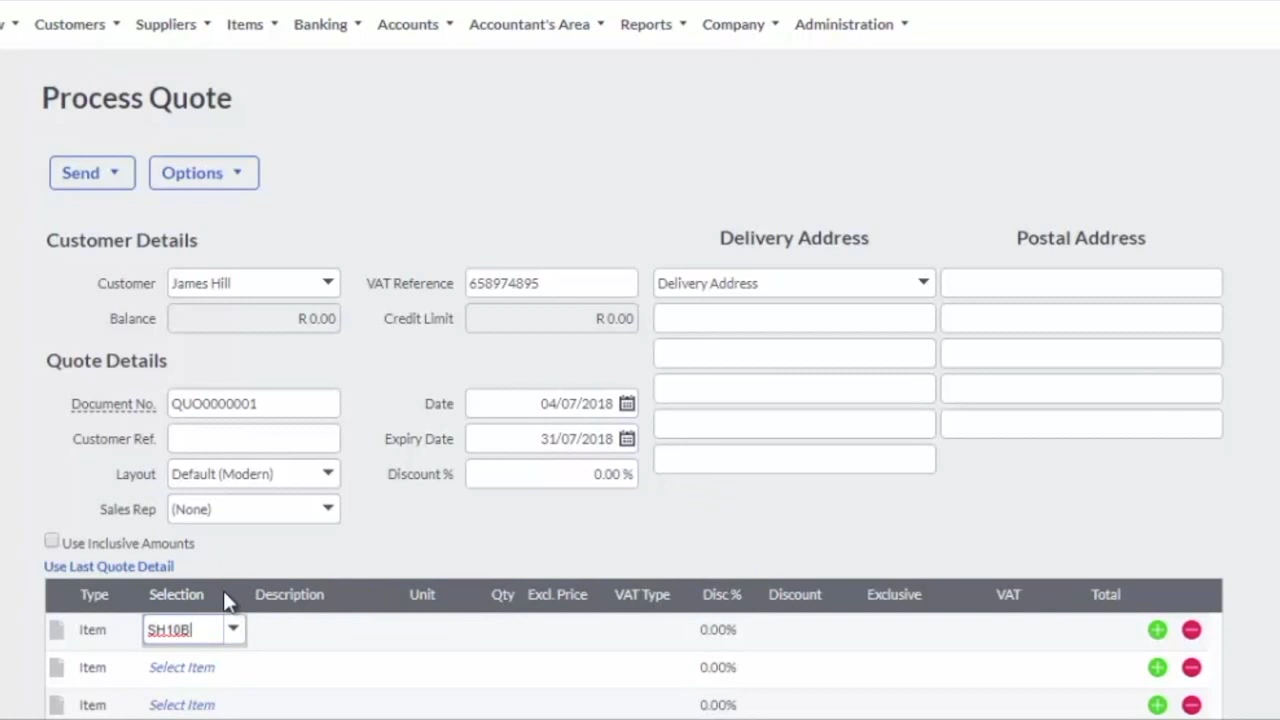 Customers Suppliers Items Banking Accounts Accountant's Area Reports Company Administration
Process Quote
Send Options
Customer Details Delivery Address Postal Address
Customer James Hill VAT Reference 658974895 Delivery Address
Balance R 0.00 Credit Limit R 0.00
Quote Details
Document No. QUO0000001 Date 04/07/2018
Customer Ref. Expiry Date 31/07/2018
Layout Default (Modern) Discount % 0.00 %
Sales Rep (None)
Use Inclusive Amounts
Use Last Quote Detail
Type Selection Description Unit Qty Excl. Price VAT Type Disc % Discount Exclusive VAT Total
Item SH10B 0.00%
Item Select Item 0.00%
Item Select Item 0.00%